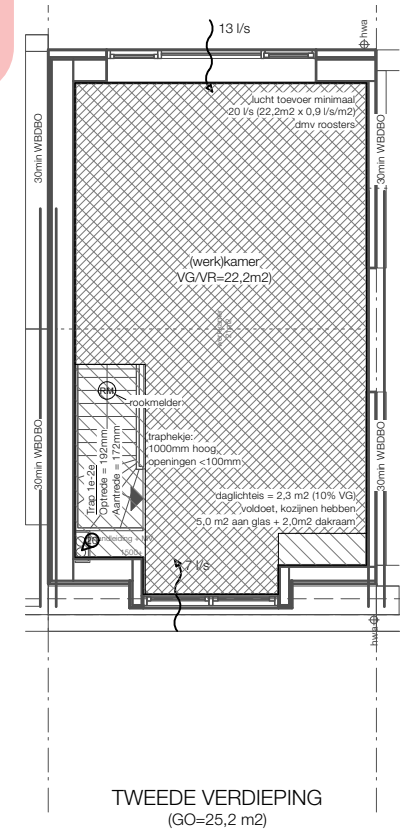 13 l/s
hwa
lucht toevoer minimaal
20 l/s (22,2m2 x 0,9 l/s/m2)
dmv roosters
30min WBDBO
30min WBDBO
(werk)kamer
VG/VR=22,2m2)
RM
rookmelder
traphekje:
1000mm hoog,
openingen <100mm
Trap 1e-2e
Optrede = 192mm
Aantrede = 172mm
30min WBDBO
30min WBDBO
daglichteis = 2,3 m2 (10% VG)
voldoet, kozijnen hebben
5,0 m2 aan glas + 2,0m2 dakraam
1500+
7 l/s
hwa
TWEEDE VERDIEPING
(GO=25,2 m2)